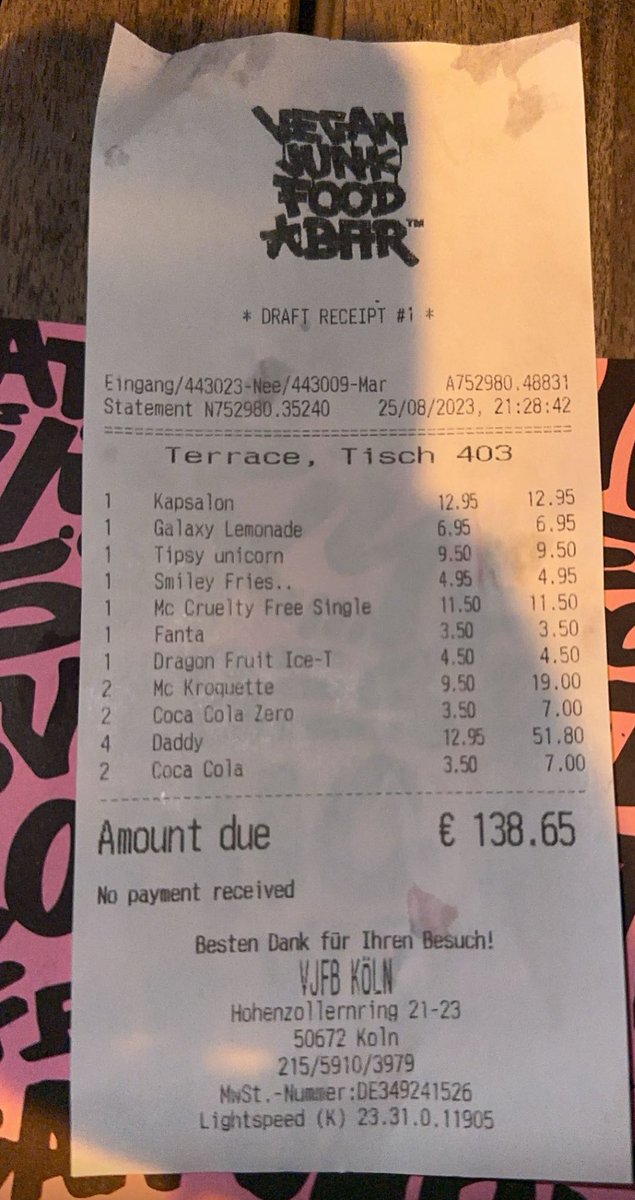 VEGAN
JUNK
FOOD
BAR™
* DRAFT RECEIPT #1 *
Eingang/443023-Nee/443009-Mar A752980.48831
Statement N752980.35240 25/08/2023, 21:28:42
Terrace, Tisch 403
1 Kapsalon 12.95 12.95
1 Galaxy Lemonade 6.95 6.95
1 Tipsy unicorn 9.50 9.50
1 Smiley Fries.. 4.95 4.95
1 Mc Cruelty Free Single 11.50 11.50
1 Fanta 3.50 3.50
1 Dragon Fruit Ice-T 4.50 4.50
2 Mc Kroquette 9.50 19.00
2 Coca Cola Zero 3.50 7.00
4 Daddy 12.95 51.80
2 Coca Cola 3.50 7.00
Amount due € 138.65
No payment received
Besten Dank für Ihren Besuch!
VJFB KÖLN
Hohenzollernring 21-23
50672 Koln
215/5910/3979
MwSt.-Nummer:DE349241526
Lightspeed (K) 23.31.0.11905